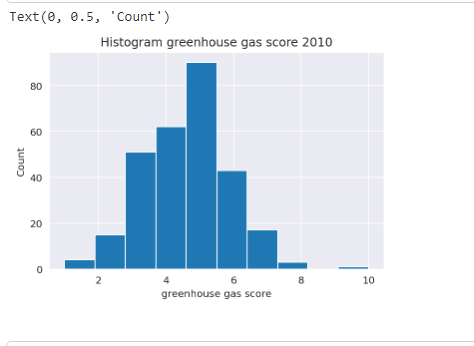 Text(0, 0.5, 'Count')
Histogram greenhouse gas score 2010
80
60
40
20
0
Count
2 4 6 8 10
greenhouse gas score